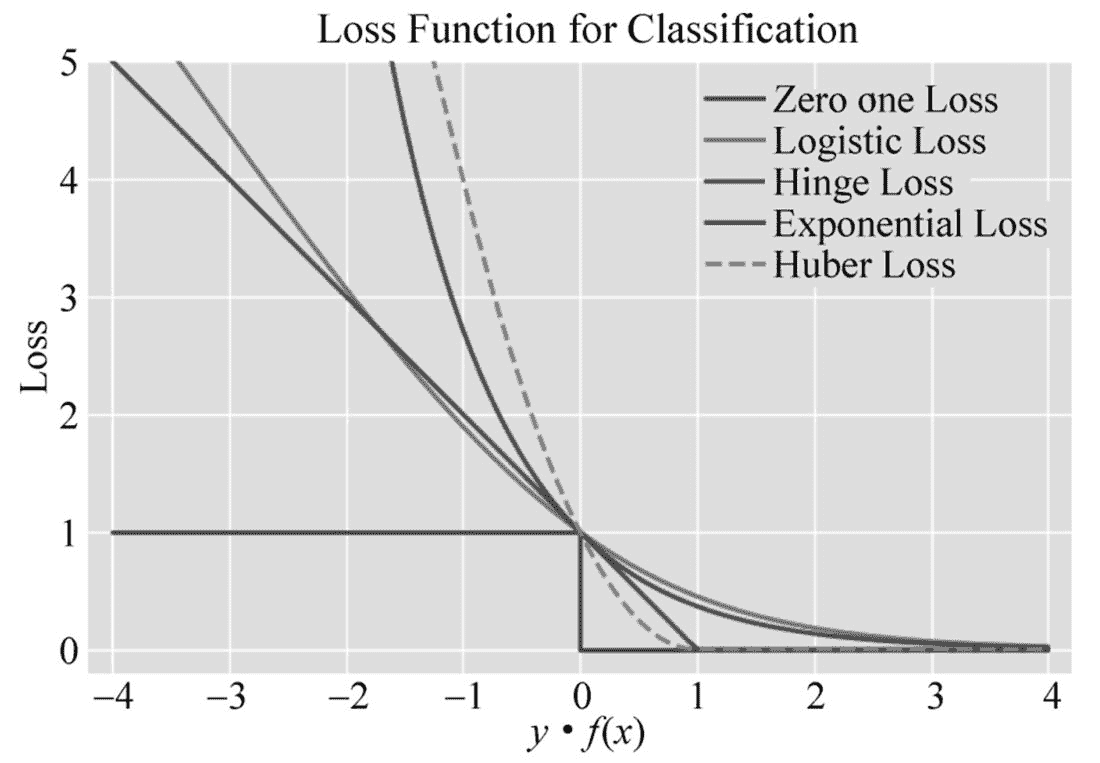 Loss Function for Classification
5
4
3
2
1
0
Loss
Zero one Loss
Logistic Loss
Hinge Loss
Exponential Loss
Huber Loss
−4 −3 −2 −1 0 1 2 3 4
y • f(x)